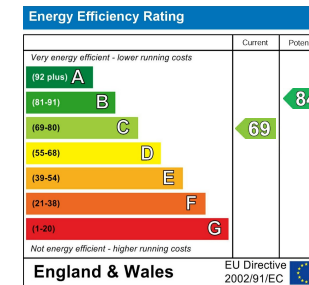 Energy Efficiency Rating
Current
Very energy efficient - lower running costs
(92 plus) A
(81-91) B
(69-80) C
69
(55-68) D
(39-54) E
(21-38) F
(1-20) G
Not energy efficient - higher running costs
England & Wales
EU Directive
2002/91/EC